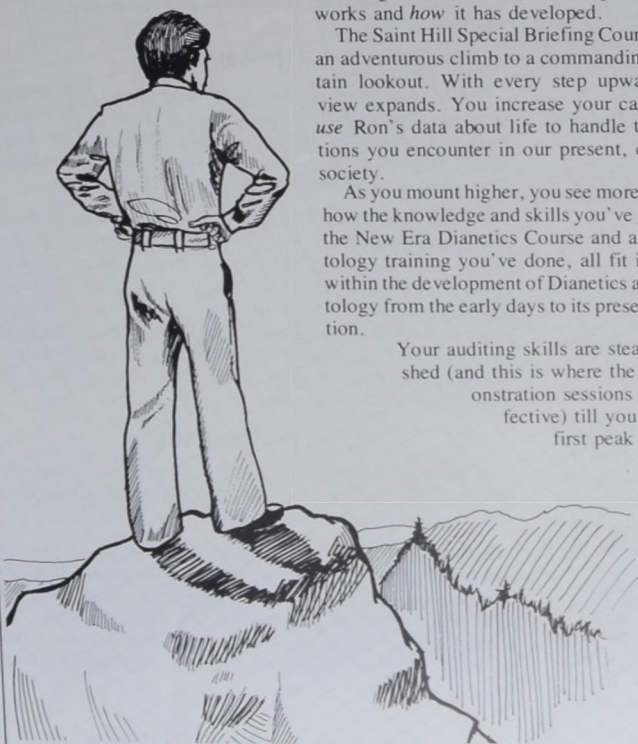 works and how it has developed.
The Saint Hill Special Briefing Cour
an adventurous climb to a commandin
tain lookout. With every step upwa
view expands. You increase your ca
use Ron's data about life to handle t
tions you encounter in our present,
society.
As you mount higher, you see more
how the knowledge and skills you've
the New Era Dianetics Course and a
tology training you've done, all fit i
within the development of Dianetics a
tology from the early days to its prese
tion.
Your auditing skills are stea
shed (and this is where the
onstration sessions
fective) till you
first peak